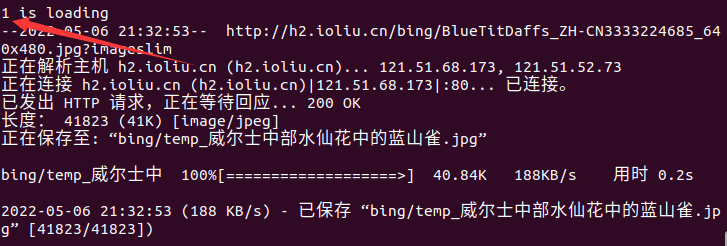 1 is loading
--2022-05-06 21:32:53--  http://h2.ioliu.cn/bing/BlueTitDaffs_ZH-CN3333224685_64
0x480.jpg?imageslim
正在解析主机 h2.ioliu.cn (h2.ioliu.cn)... 121.51.68.173, 121.51.52.73
正在连接 h2.ioliu.cn (h2.ioliu.cn)|121.51.68.173|:80... 已连接。
已发出 HTTP 请求，正在等待回应... 200 OK
长度： 41823 (41K) [image/jpeg]
正在保存至: “bing/temp_威尔士中部水仙花中的蓝山雀.jpg”
bing/temp_威尔士中  100%[===================>]  40.84K   188KB/s    用时 0.2s
2022-05-06 21:32:53 (188 KB/s) - 已保存 “bing/temp_威尔士中部水仙花中的蓝山雀.jp
g” [41823/41823])